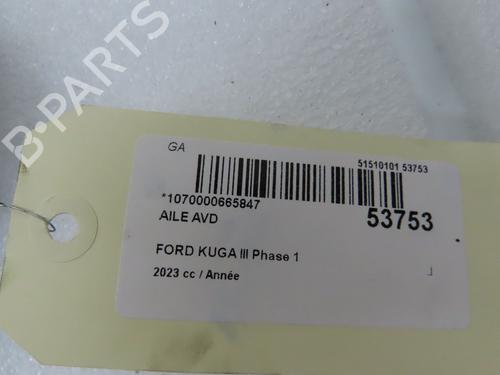 GA
51510101 53753
*1070000665847
53753
AILE AVD
FORD KUGA III Phase 1
2023 cc / Année
B-PARTS